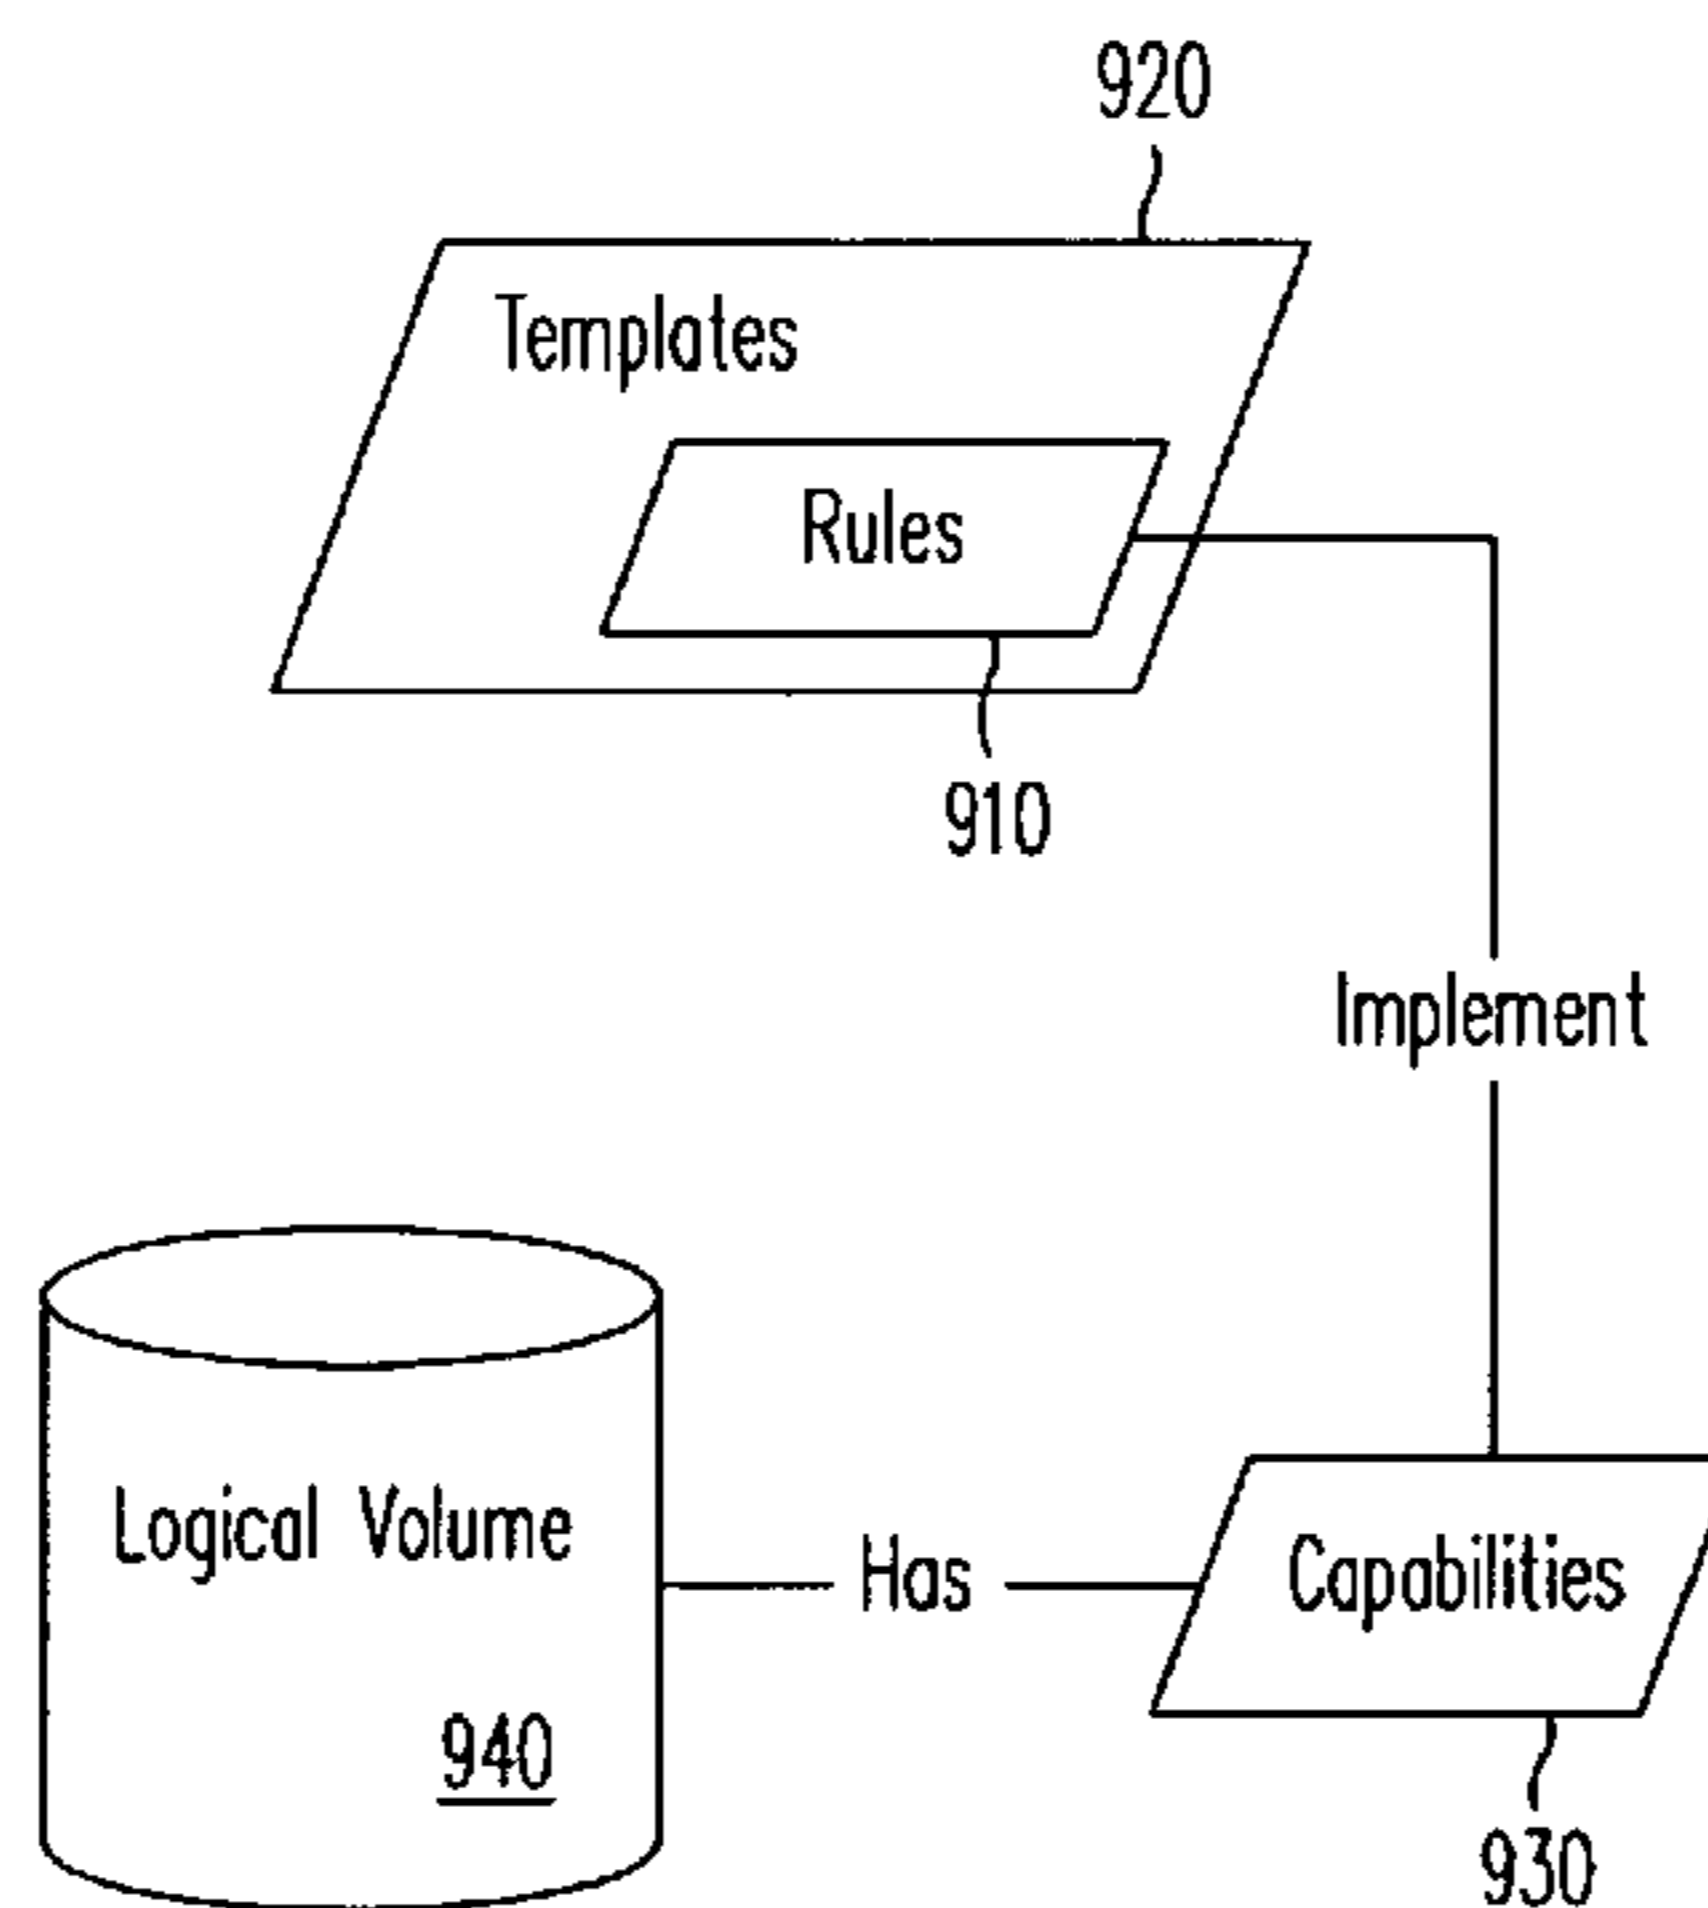 920
Templates
Rules
910
Implement
Logical Volume
Has
Capabilities
940
930